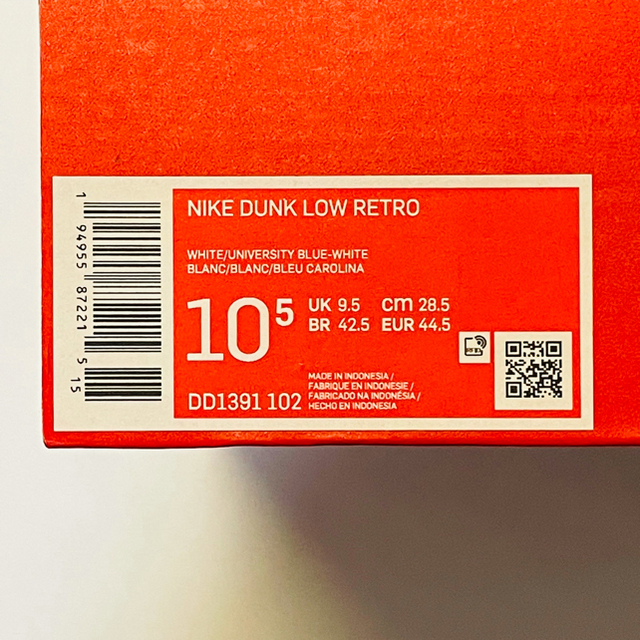 NIKE DUNK LOW RETRO
WHITE/UNIVERSITY BLUE-WHITE
BLANC/BLANC/BLEU CAROLINA
10⁵
UK 9.5 cm 28.5
BR 42.5 EUR 44.5
DD1391 102
MADE IN INDONESIA /
FABRIQUE EN INDONESIE /
FABRICADO NA INDONÉSIA /
HECHO EN INDONESIA
1 94955 87221 5 15